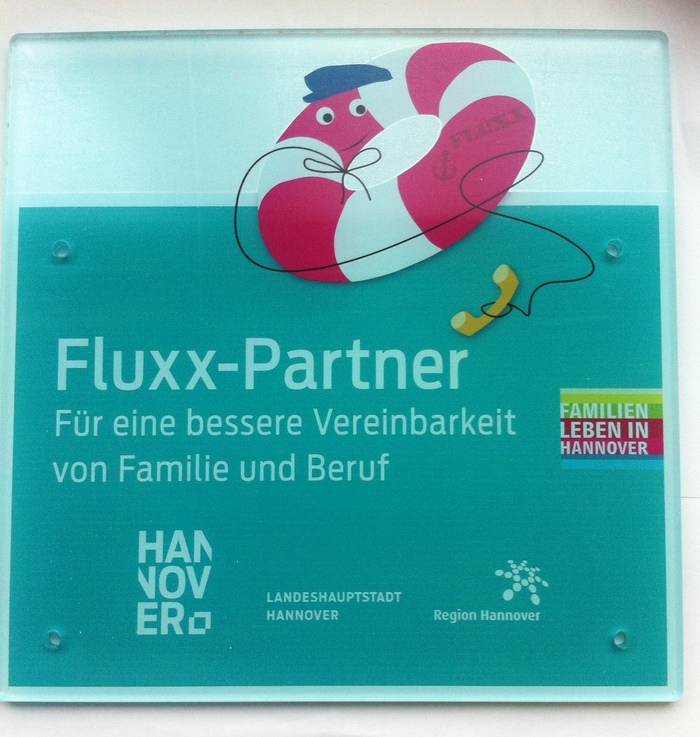 FLUXX
Fluxx-Partner
Für eine bessere Vereinbarkeit
von Familie und Beruf
FAMILIEN
LEBEN IN
HANNOVER
HAN
NOV
ER
LANDESHAUPTSTADT
HANNOVER
Region Hannover